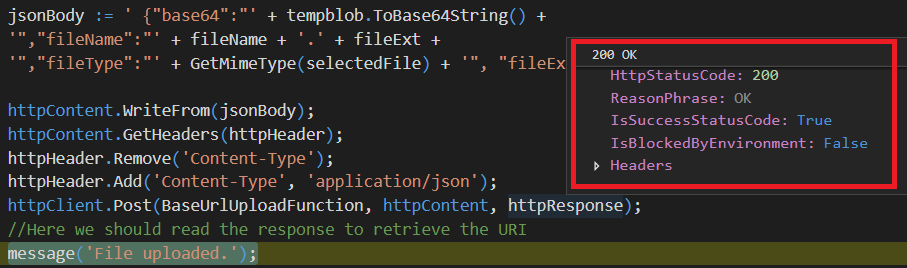 jsonBody := ' {"base64":"' + tempblob.ToBase64String() +
'","fileName":"' + fileName + '.' + fileExt +
'","fileType":"' + GetMimeType(selectedFile) + '", "fileEx
200 OK
HttpStatusCode: 200
ReasonPhrase: OK
IsSuccessStatusCode: True
IsBlockedByEnvironment: False
Headers
httpContent.WriteFrom(jsonBody);
httpContent.GetHeaders(httpHeader);
httpHeader.Remove('Content-Type');
httpHeader.Add('Content-Type', 'application/json');
httpClient.Post(BaseUrlUploadFunction, httpContent, httpResponse);
//Here we should read the response to retrieve the URI
message('File uploaded.');